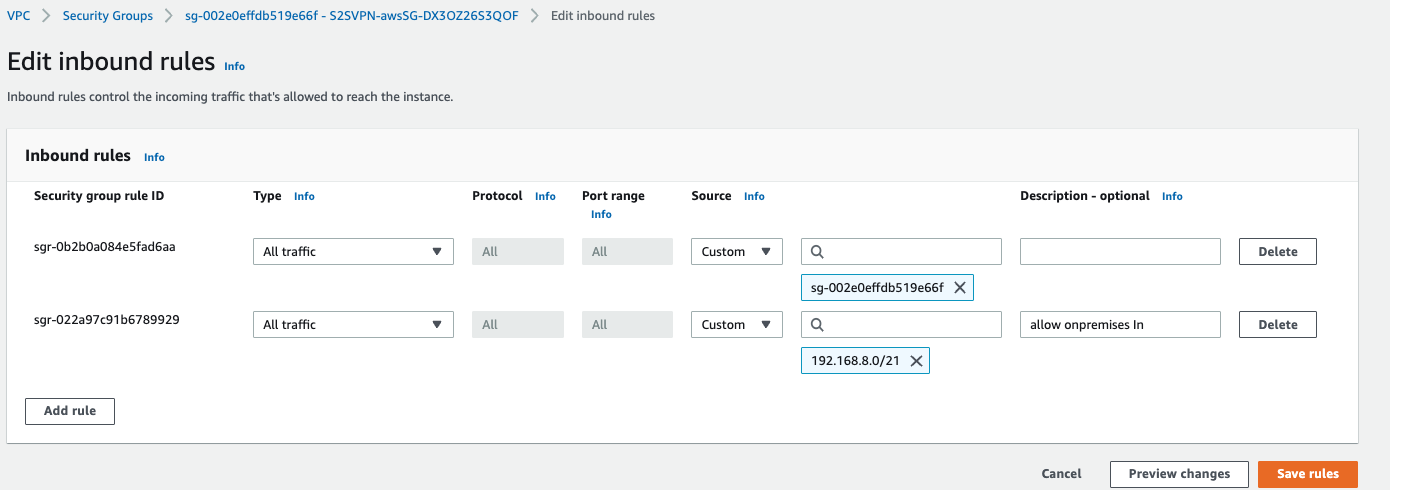 VPC > Security Groups > sg-002e0effdb519e66f - S2SVPN-awsSG-DX3OZ26S3QOF > Edit inbound rules
Edit inbound rules Info
Inbound rules control the incoming traffic that's allowed to reach the instance.
Inbound rules Info
Security group rule ID Type Info Protocol Info Port range Info Source Info Description - optional Info
sgr-0b2b0a084e5fad6aa All traffic All All Custom Delete
sg-002e0effdb519e66f
sgr-022a97c91b6789929 All traffic All All Custom allow onpremises In Delete
192.168.8.0/21
Add rule
Cancel Preview changes Save rules